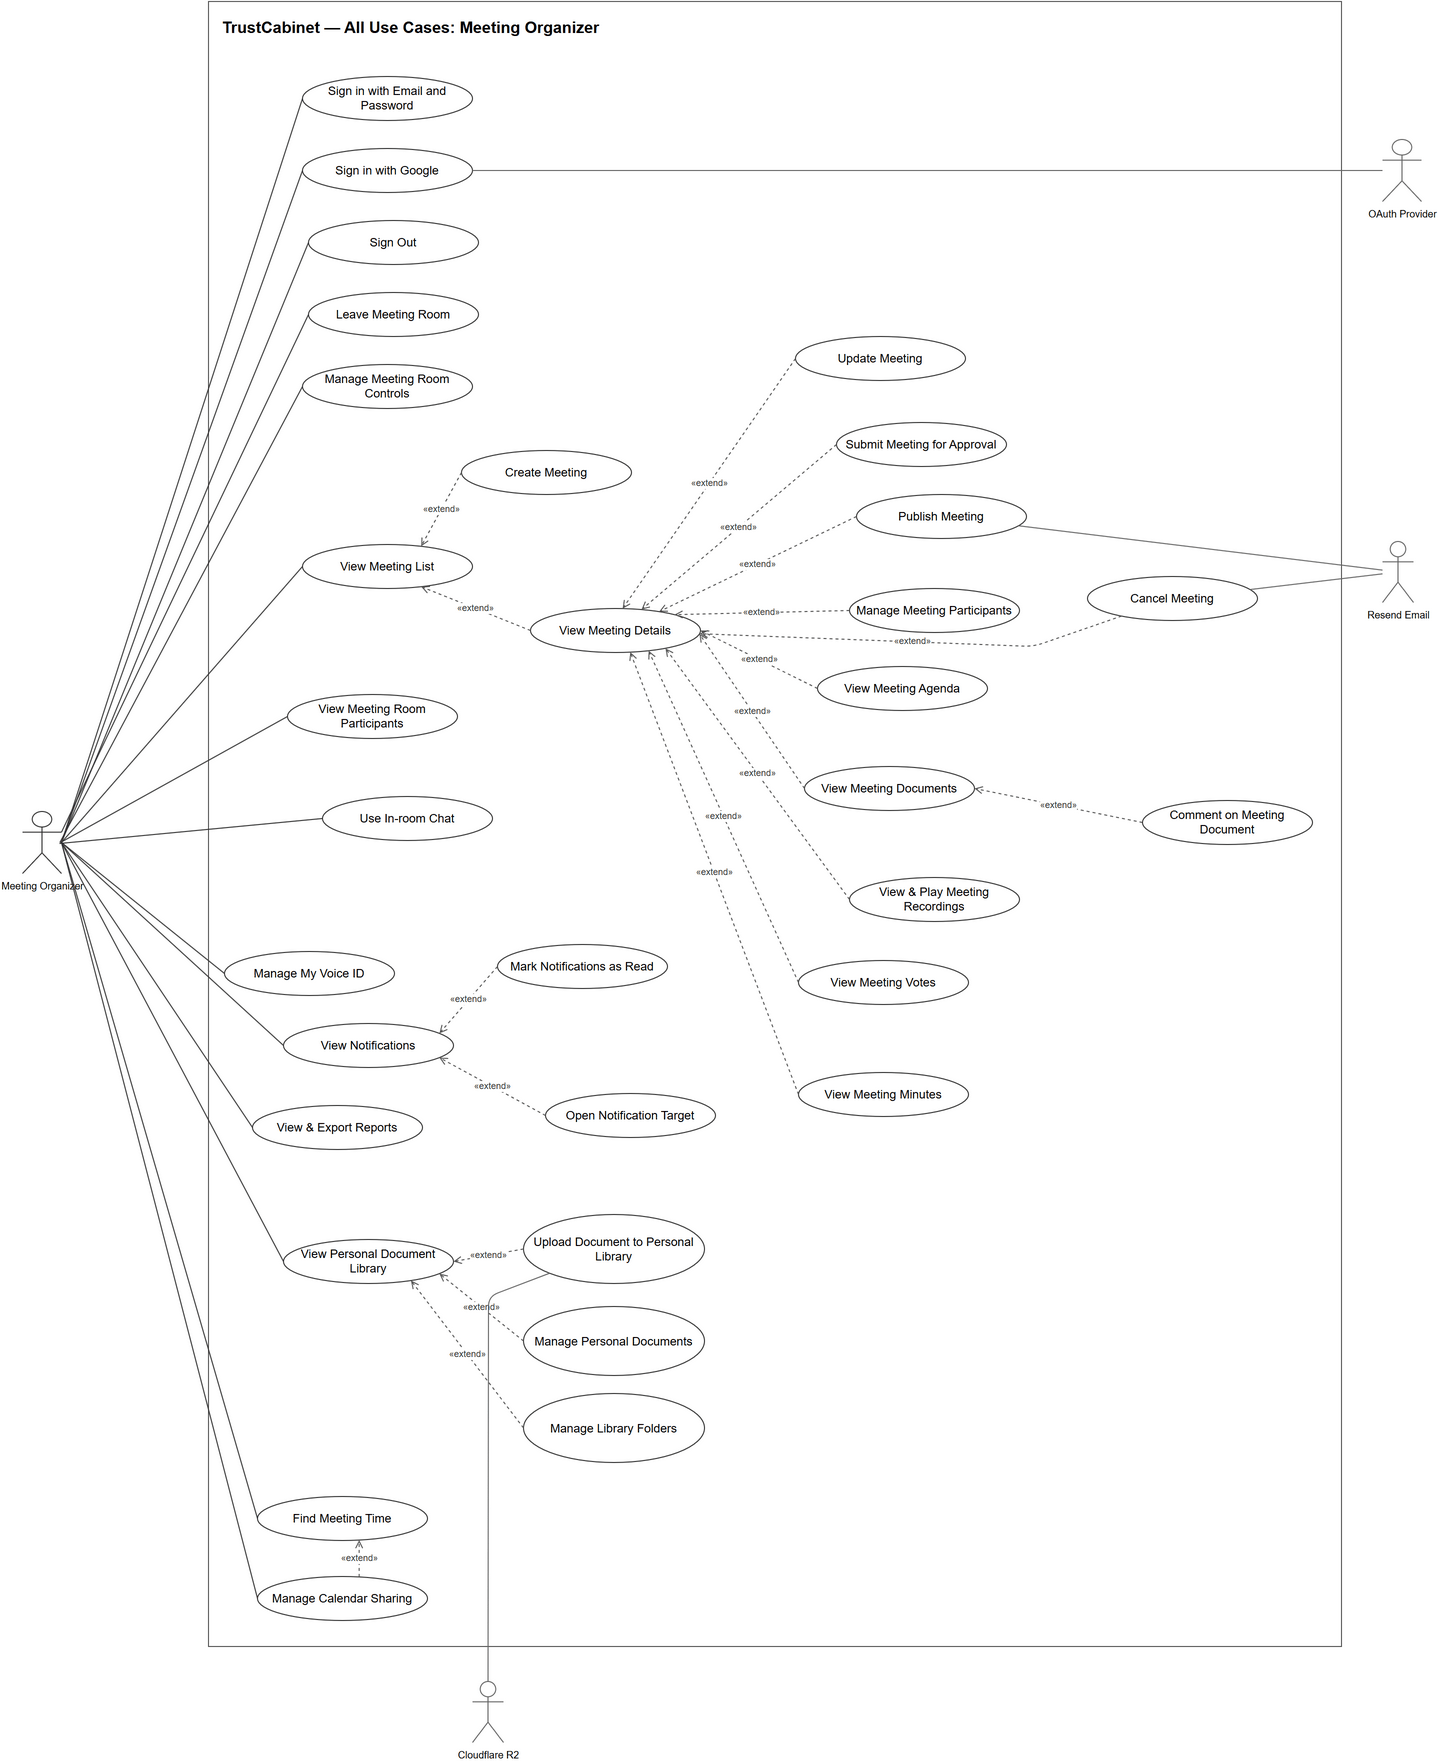 TrustCabinet — All Use Cases: Meeting Organizer
Sign in with Email and
Password
Sign in with Google
OAuth Provider
Sign Out
Leave Meeting Room
Update Meeting
Manage Meeting Room
Controls
Submit Meeting for Approval
Create Meeting
«extend»
«extend»
Publish Meeting
«extend»
View Meeting List
«extend»
Cancel Meeting
Resend Email
«extend»
Manage Meeting Participants
«extend»
View Meeting Details
«extend»
«extend»
View Meeting Agenda
View Meeting Room
Participants
«extend»
«extend»
View Meeting Documents
«extend»
Comment on Meeting
Document
Use In-room Chat
«extend»
«extend»
Meeting Organizer
View & Play Meeting
Recordings
Mark Notifications as Read
Manage My Voice ID
View Meeting Votes
«extend»
View Notifications
«extend»
View Meeting Minutes
Open Notification Target
View & Export Reports
Upload Document to Personal
Library
View Personal Document
Library
«extend»
«extend»
Manage Personal Documents
«extend»
Manage Library Folders
Find Meeting Time
«extend»
Manage Calendar Sharing
Cloudflare R2